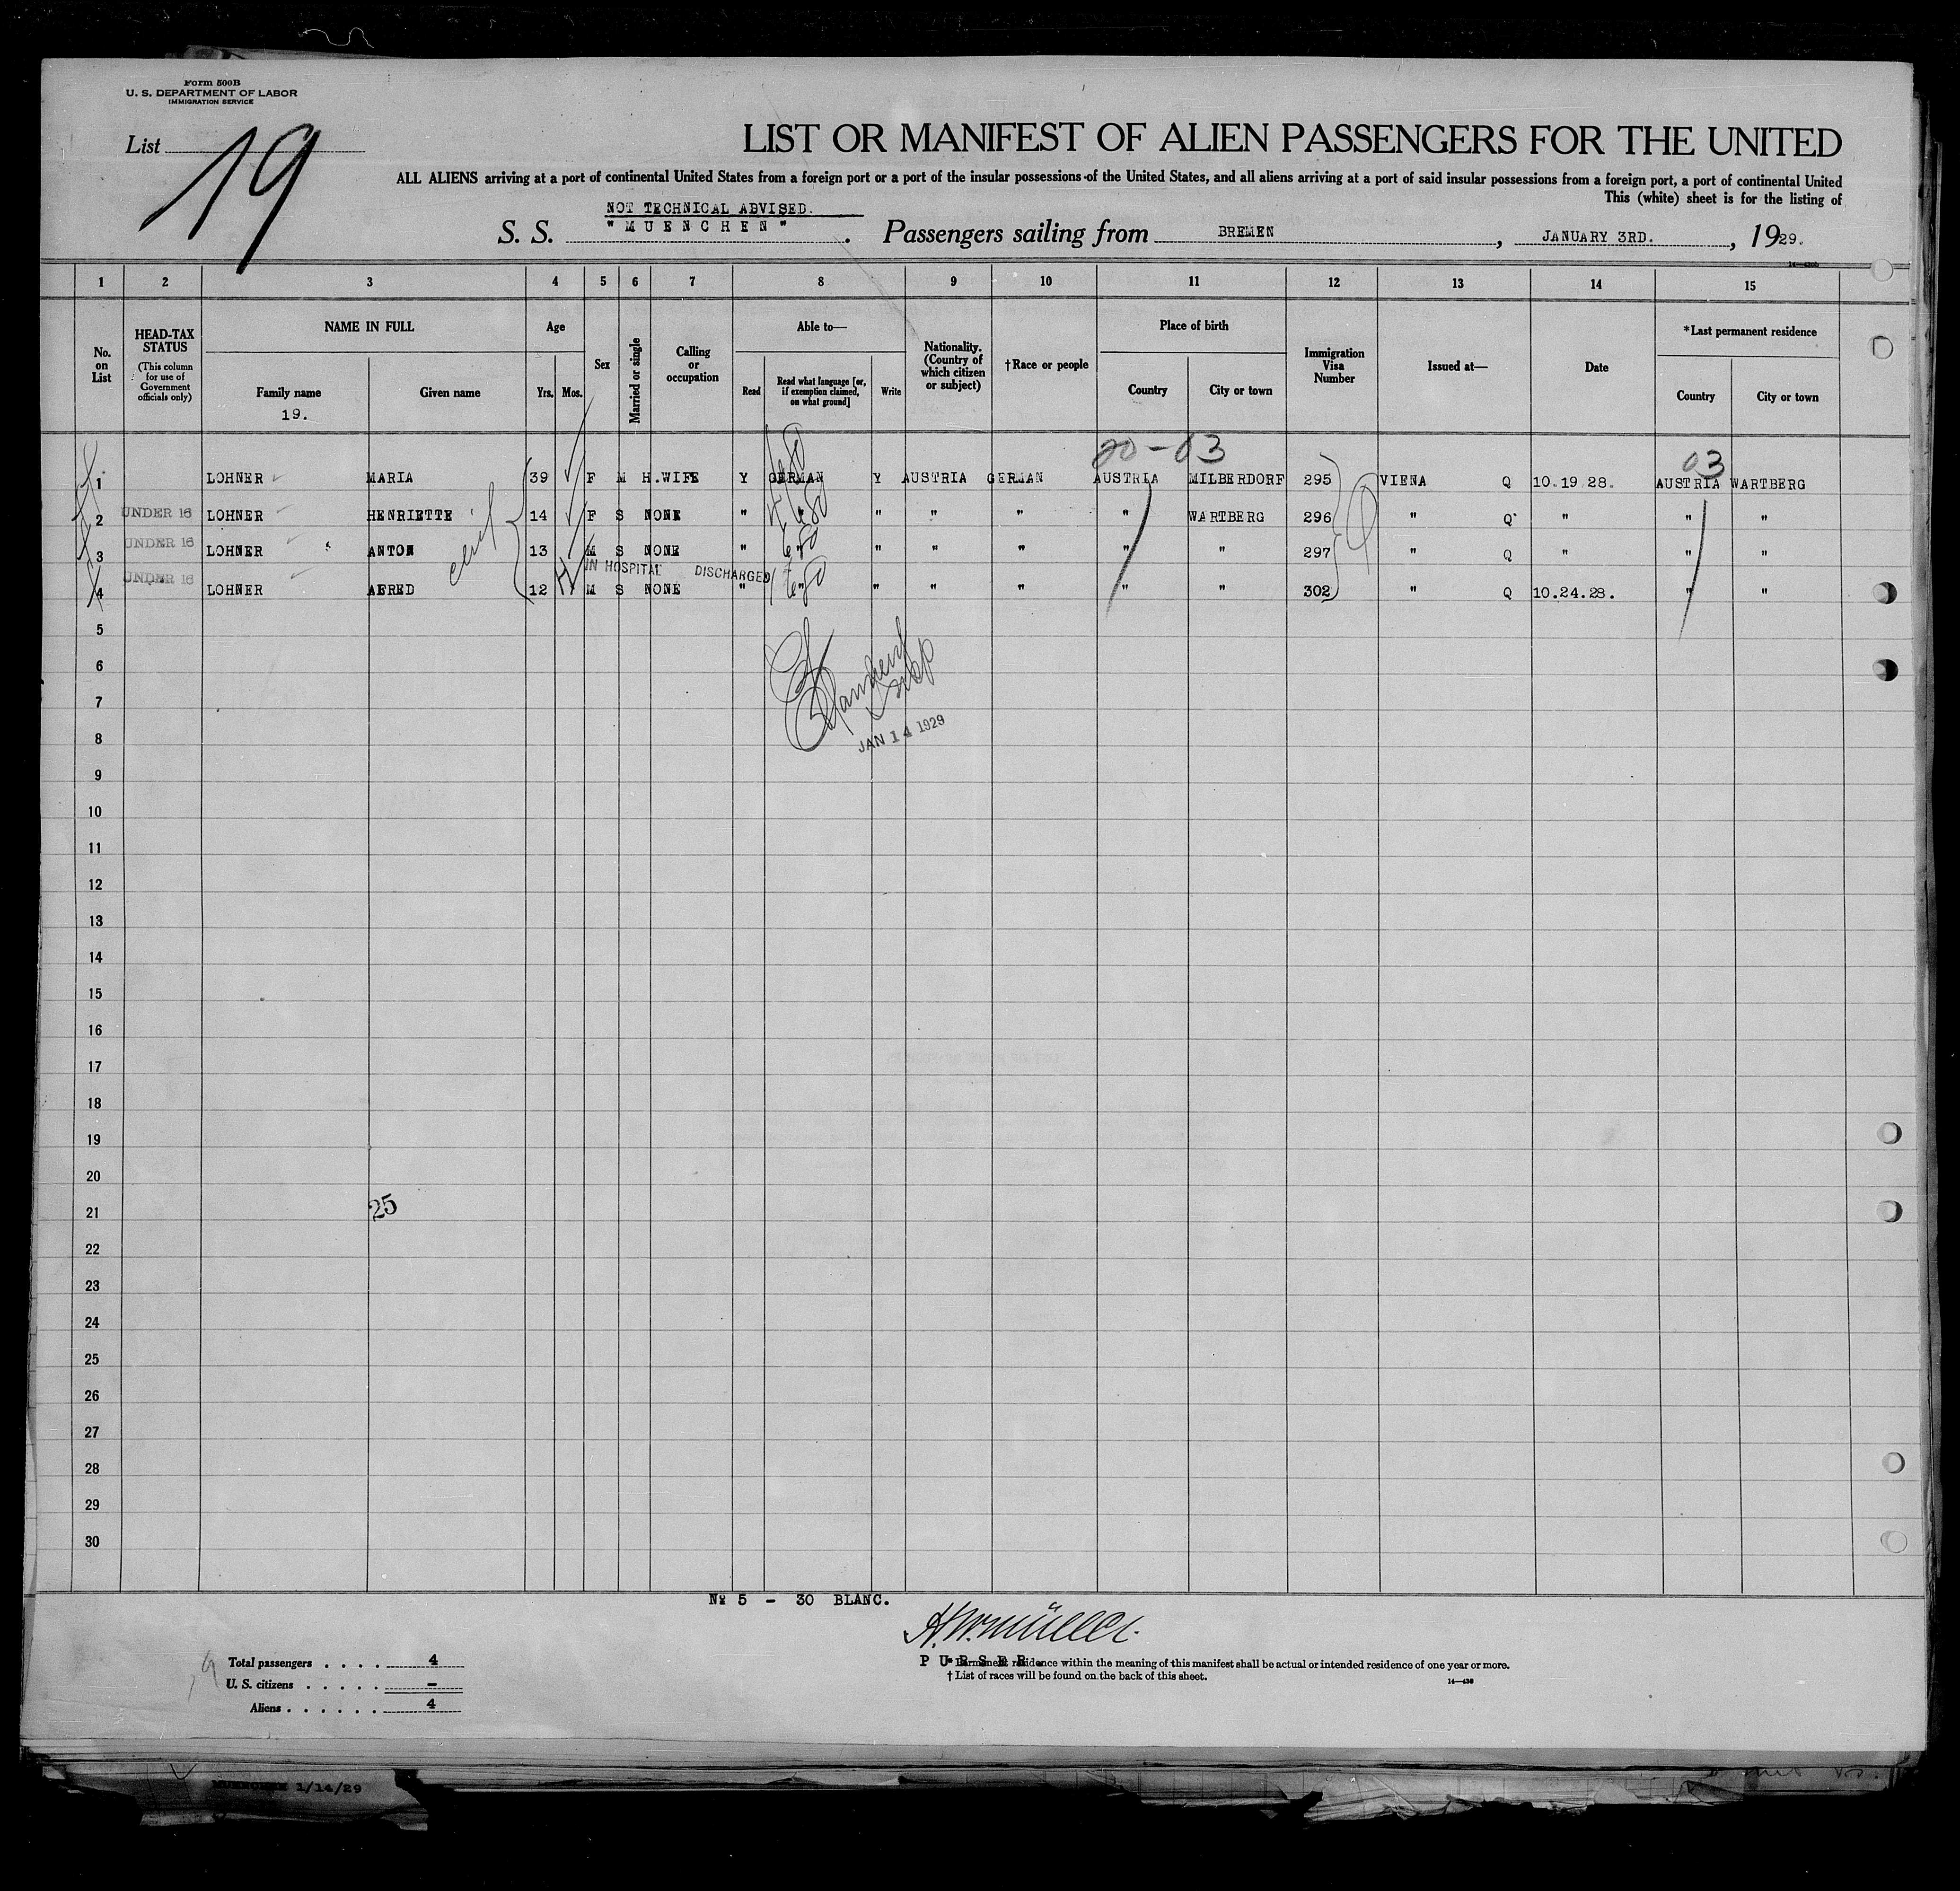 Form 500B
U. S. DEPARTMENT OF LABOR
IMMIGRATION SERVICE
List 19
LIST OR MANIFEST OF ALIEN PASSENGERS FOR THE UNITED
ALL ALIENS arriving at a port of continental United States from a foreign port or a port of the insular possessions of the United States, and all aliens arriving at a port of said insular possessions from a foreign port, a port of continental United
This (white) sheet is for the listing of
NOT TECHNICAL ADVISED.
S. S. "MUENCHEN". Passengers sailing from BREMEN, JANUARY 3RD., 1929.
1 2 3 4 5 6 7 8 9 10 11 12 13 14 15
No. on List
HEAD-TAX STATUS
(This column for use of Government officials only)
NAME IN FULL
Family name
19.
Given name
Age
Yrs. Mos.
Sex
Married or single
Calling or occupation
Able to—
Read
Read what language [or, if exemption claimed, on what ground]
Write
Nationality. (Country of which citizen or subject)
†Race or people
Place of birth
Country
City or town
Immigration Visa Number
Issued at—
Date
*Last permanent residence
Country
City or town
20-03
03
1 LOHNER MARIA 39 F M H.WIFE Y GERMAN Y AUSTRIA GERMAN AUSTRIA MILBERDORF 295 VIENA Q 10.19.28. AUSTRIA WARTBERG
2 UNDER 16 LOHNER HENRIETTE 14 F S NONE " " " " " " WARTBERG 296 " Q " " "
3 UNDER 16 LOHNER ANTON 13 M S NONE " " " " " " " 297 " Q " " "
IN HOSPITAL DISCHARGED
4 UNDER 16 LOHNER AFRED 12 M S NONE " " " " " " " 302 " Q 10.24.28. " "
5
6
7
JAN 14 1929
8
9
10
11
12
13
14
15
16
17
18
19
20
25
21
22
23
24
25
26
27
28
29
30
№ 5 - 30 BLANC.
H. W. Müller.
PURSER.
Total passengers . . . . 4
U. S. citizens . . . . . -
Aliens . . . . . . 4
* Permanent residence within the meaning of this manifest shall be actual or intended residence of one year or more.
† List of races will be found on the back of this sheet.
14—436
MUENCHEN 1/14/29